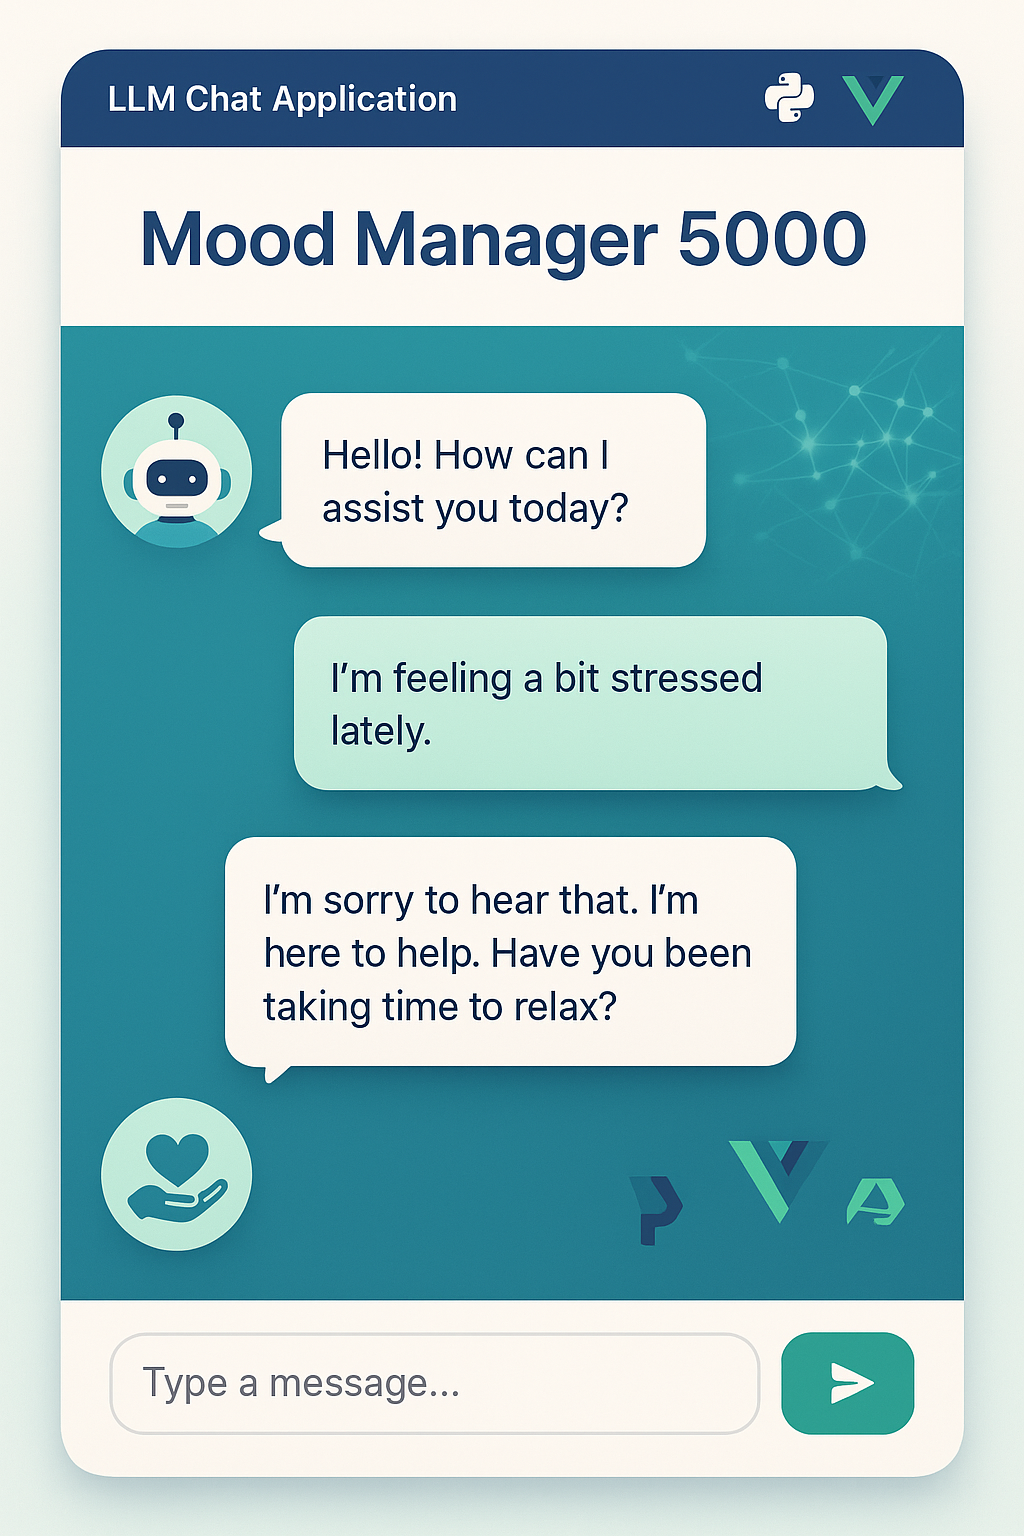 LLM Chat Application
Mood Manager 5000
Hello! How can I
assist you today?
I’m feeling a bit stressed
lately.
I’m sorry to hear that. I’m
here to help. Have you been
taking time to relax?
Type a message...